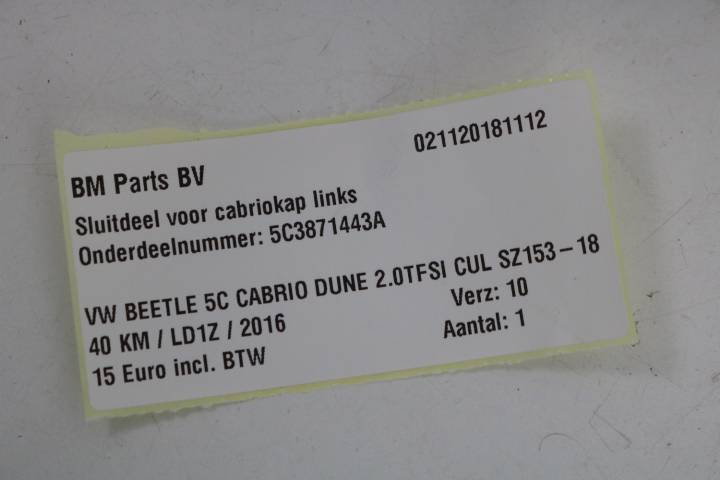 BM Parts BV 021120181112
Sluitdeel voor cabriokap links
Onderdeelnummer: 5C3871443A
VW BEETLE 5C CABRIO DUNE 2.0TFSI CUL SZ153-18
40 KM / LD1Z / 2016 Verz: 10
15 Euro incl. BTW Aantal: 1